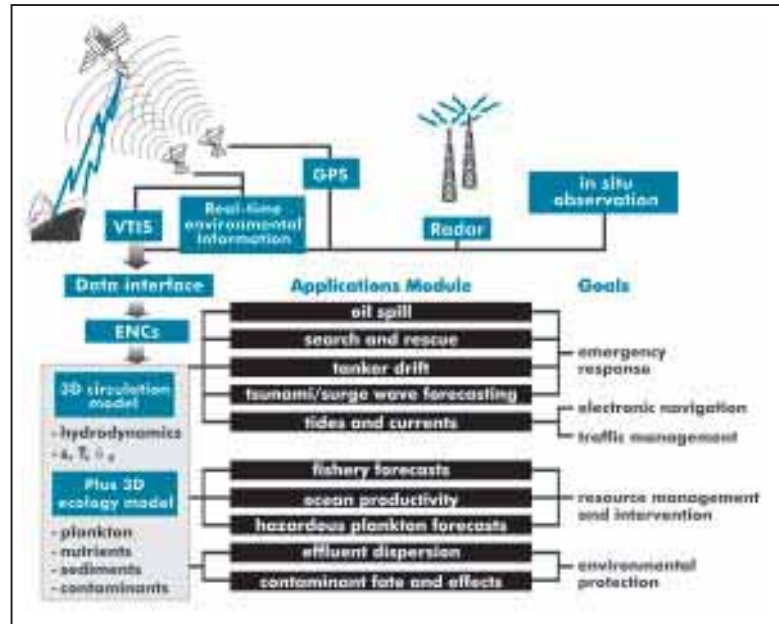 GPS
in situ
observation
VTIS
Real-time
environmental
information
Radar
Data interface
Applications Module
Goals
ENCs
oil spill
search and rescue
tanker drift
tsunami/surge wave forecasting
tides and currents
emergency
response
electronic navigation
traffic management
3D circulation
model
- hydrodynamics
- s, T,
Plus 3D
ecology model
- plankton
- nutrients
- sediments
- contaminants
fishery forecasts
ocean productivity
hazardous plankton forecasts
resource management
and intervention
effluent dispersion
contaminant fate and effects
environmental
protection